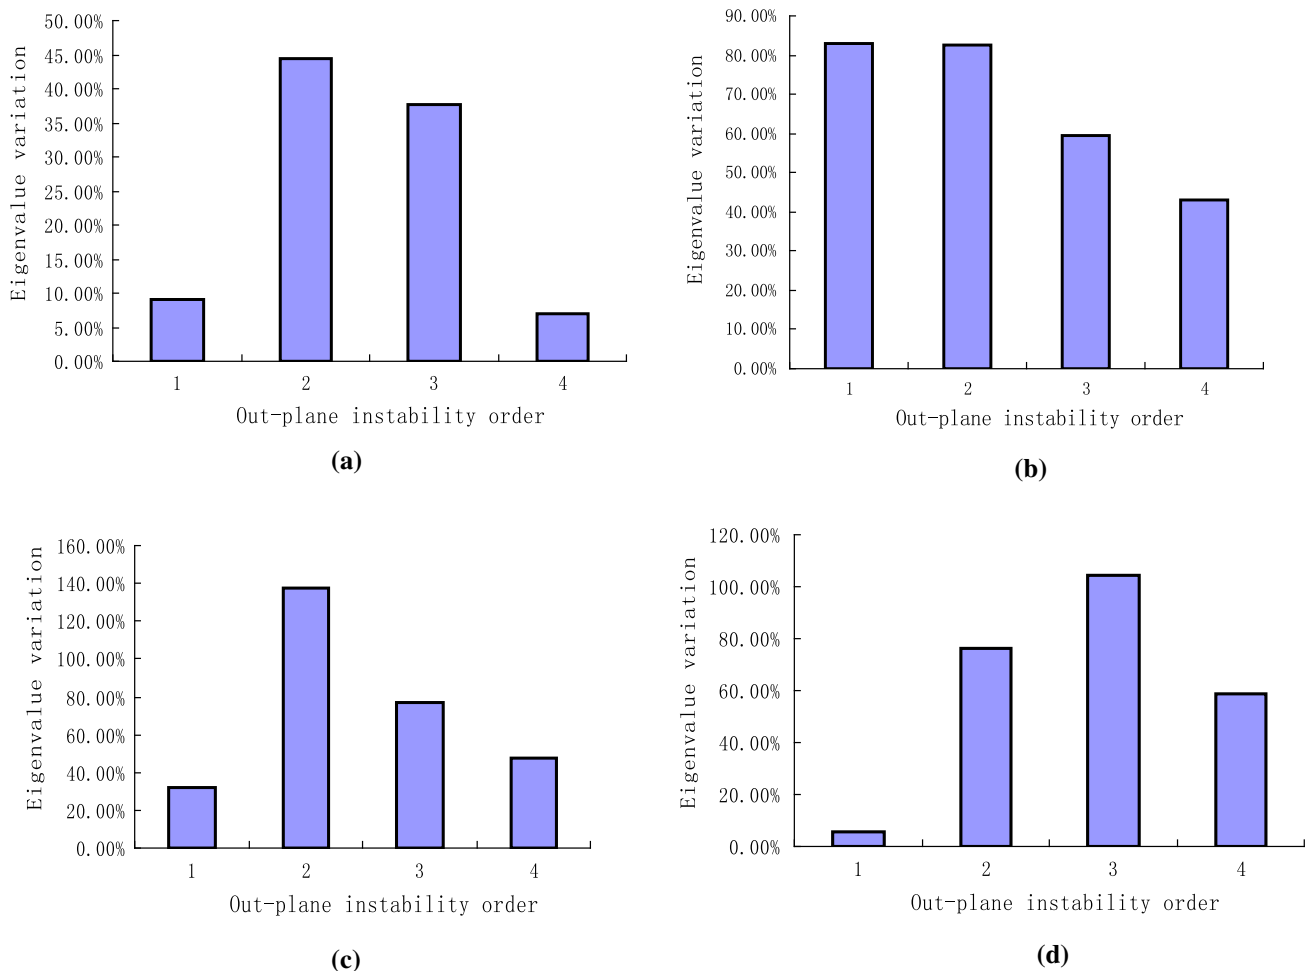 Eigenvalue variation
50.00%
45.00%
40.00%
35.00%
30.00%
25.00%
20.00%
15.00%
10.00%
5.00%
0.00%
1 2 3 4
Out-plane instability order
(a)
Eigenvalue variation
90.00%
80.00%
70.00%
60.00%
50.00%
40.00%
30.00%
20.00%
10.00%
0.00%
1 2 3 4
Out-plane instability order
(b)
Eigenvalue variation
160.00%
140.00%
120.00%
100.00%
80.00%
60.00%
40.00%
20.00%
0.00%
1 2 3 4
Out-plane instability order
(c)
Eigenvalue variation
120.00%
100.00%
80.00%
60.00%
40.00%
20.00%
0.00%
1 2 3 4
Out-plane instability order
(d)